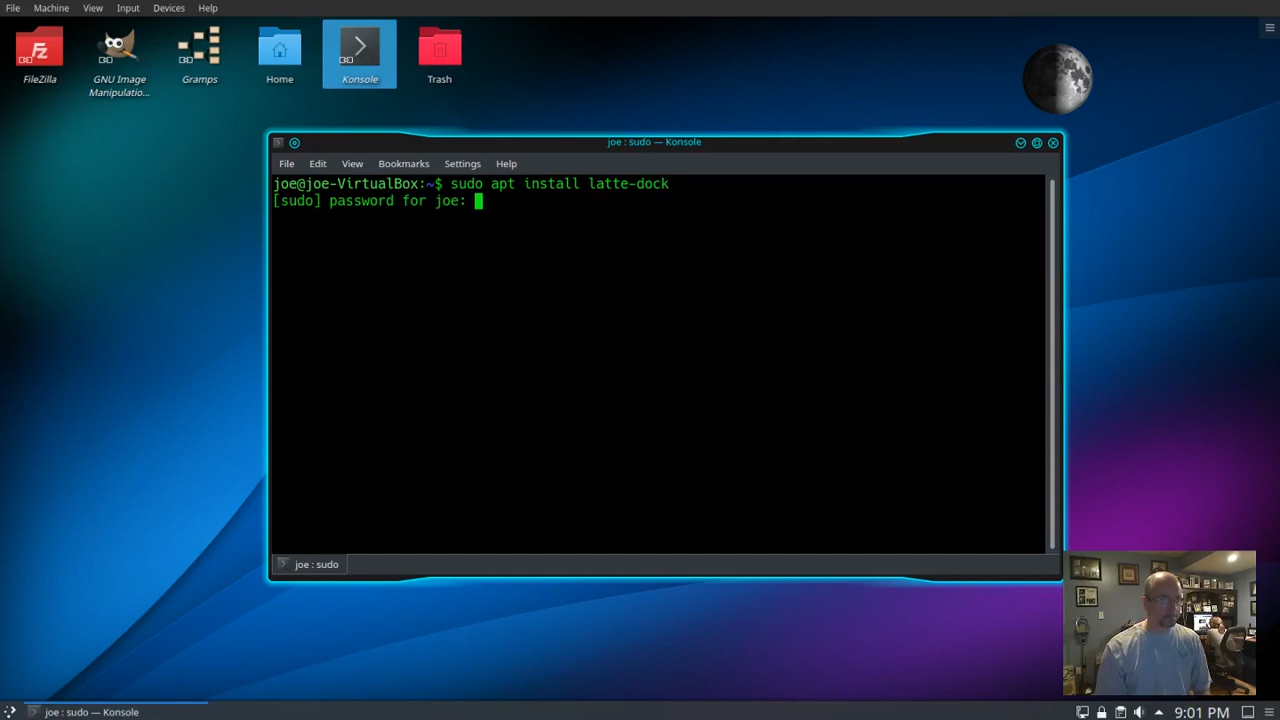 File Machine View Input Devices Help
FileZilla
GNU Image
Manipulatio...
Gramps
Home
Konsole
Trash
joe : sudo — Konsole
File Edit View Bookmarks Settings Help
joe@joe-VirtualBox:~$ sudo apt install latte-dock
[sudo] password for joe:
joe : sudo
joe : sudo — Konsole
9:01 PM